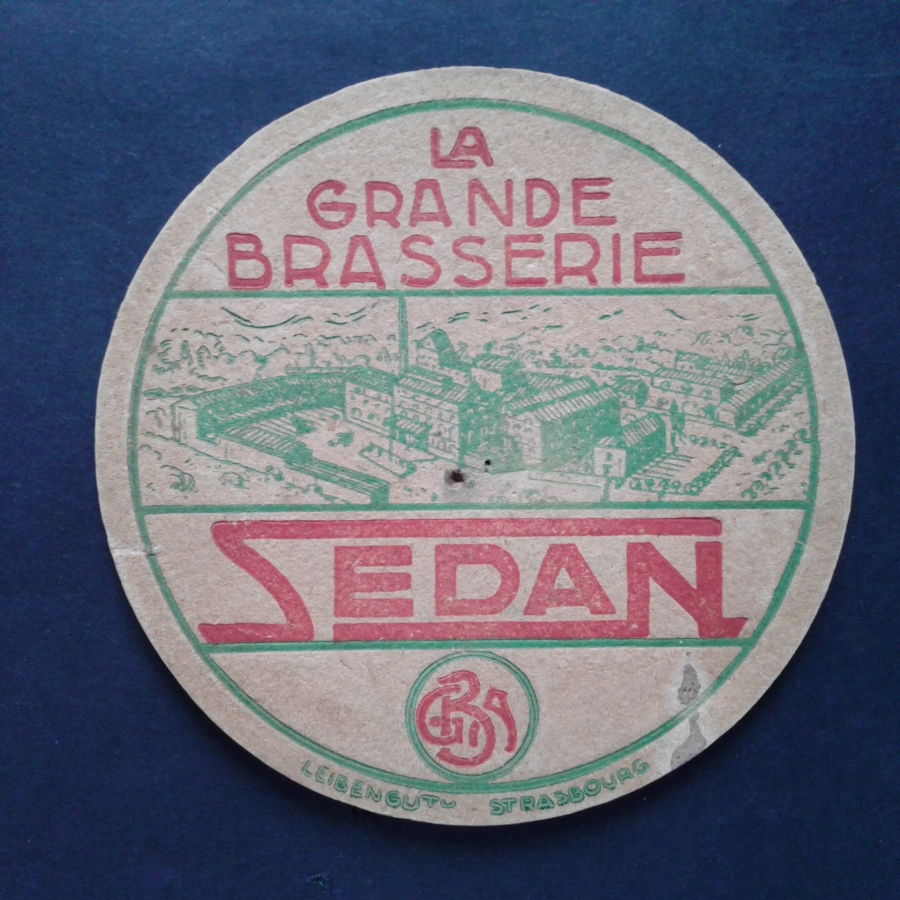 LA
GRANDE
BRASSERIE
SEDAN
GBS
LEIBENGUTH STRASBOURG